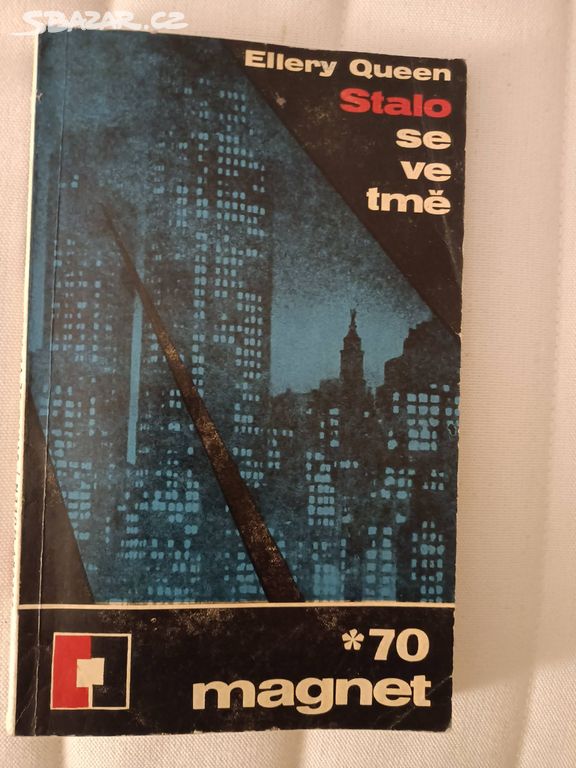 SBAZAR.CZ
Ellery Queen
Stalo
se
ve
tmě
*70
magnet